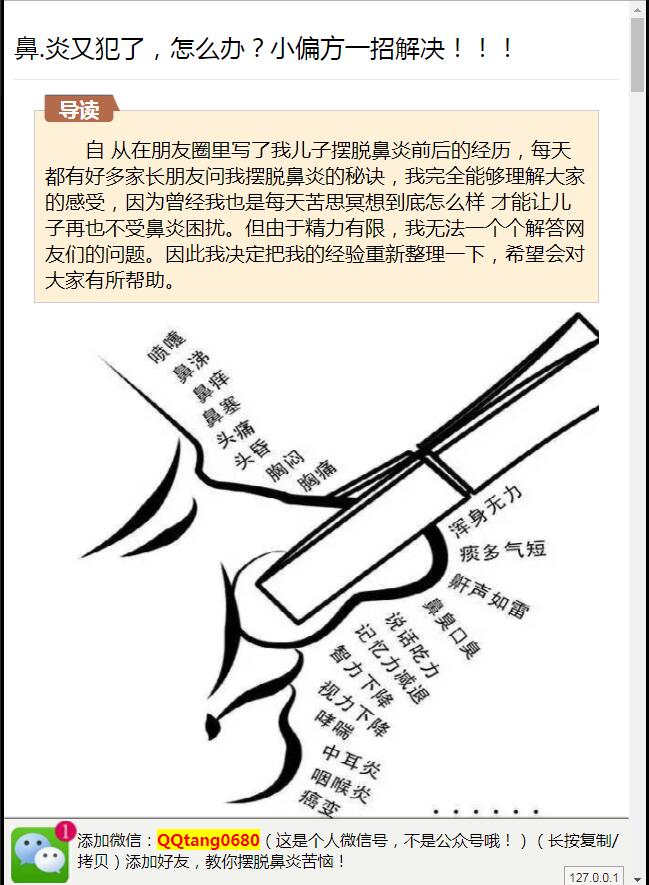 鼻.炎又犯了，怎么办？小偏方一招解决！！！
导读
自 从在朋友圈里写了我儿子摆脱鼻炎前后的经历，每天
都有好多家长朋友问我摆脱鼻炎的秘诀，我完全能够理解大家
的感受，因为曾经我也是每天苦思冥想到底怎么样 才能让儿
子再也不受鼻炎困扰。但由于精力有限，我无法一个个解答网
友们的问题。因此我决定把我的经验重新整理一下，希望会对
大家有所帮助。
喷嚏
鼻涕
鼻痒
鼻塞
头痛
头昏
胸闷
胸痛
浑身无力
痰多气短
鼾声如雷
鼻臭口臭
说话吃力
记忆力减退
智力下降
视力下降
哮喘
中耳炎
咽喉炎
癌变
......
1
添加微信：QQtang0680（这是个人微信号，不是公众号哦！）（长按复制/
拷贝）添加好友，教你摆脱鼻炎苦恼！
127.0.0.1